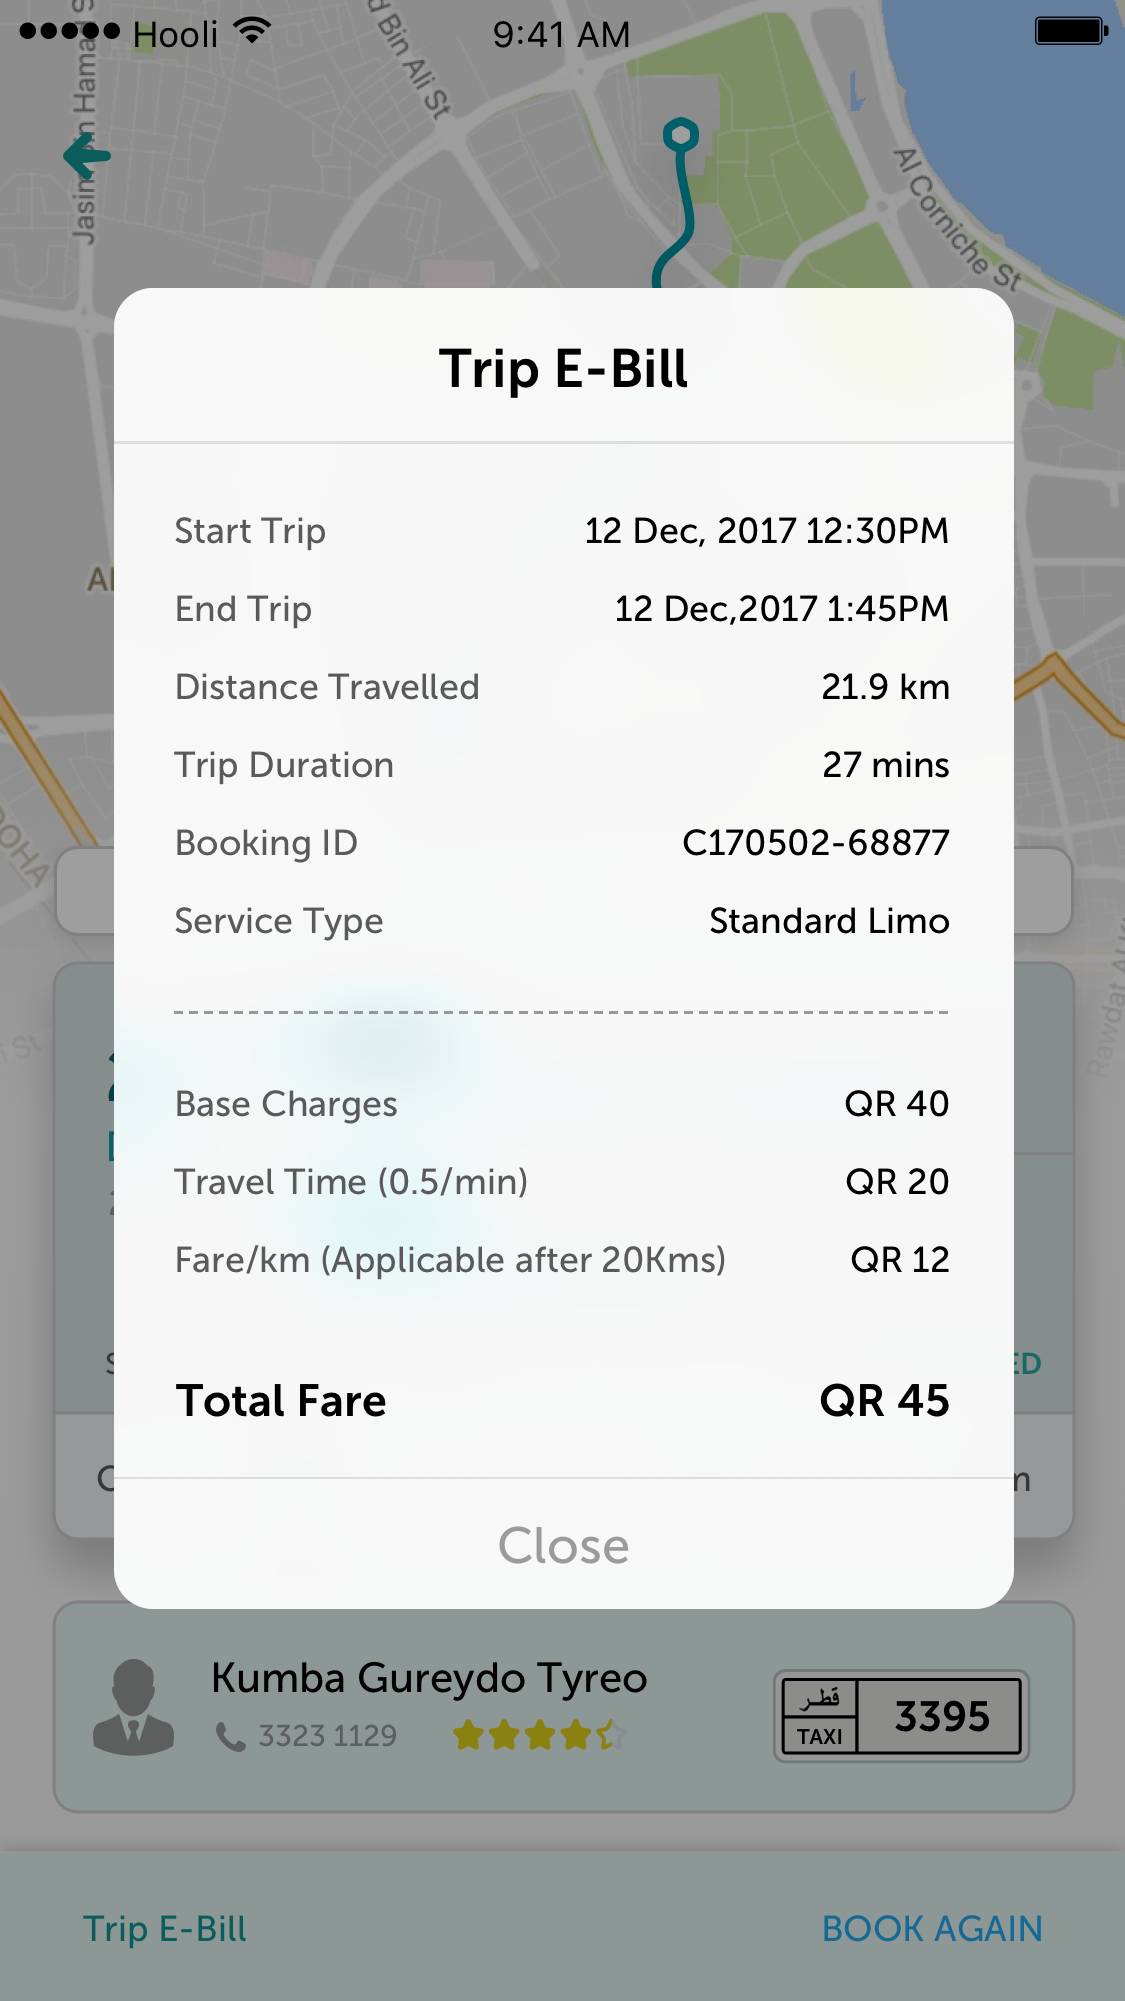 Hooli 9:41 AM
d Bin Ali St
Al Corniche St
Trip E-Bill
Start Trip 12 Dec, 2017 12:30PM
End Trip 12 Dec,2017 1:45PM
Distance Travelled 21.9 km
Trip Duration 27 mins
Booking ID C170502-68877
Service Type Standard Limo
DOHA
Rawdat Al K
Base Charges QR 40
Travel Time (0.5/min) QR 20
Fare/km (Applicable after 20Kms) QR 12
ED
Total Fare QR 45
Close
Kumba Gureydo Tyreo
3323 1129
قطر
TAXI
3395
Trip E-Bill BOOK AGAIN